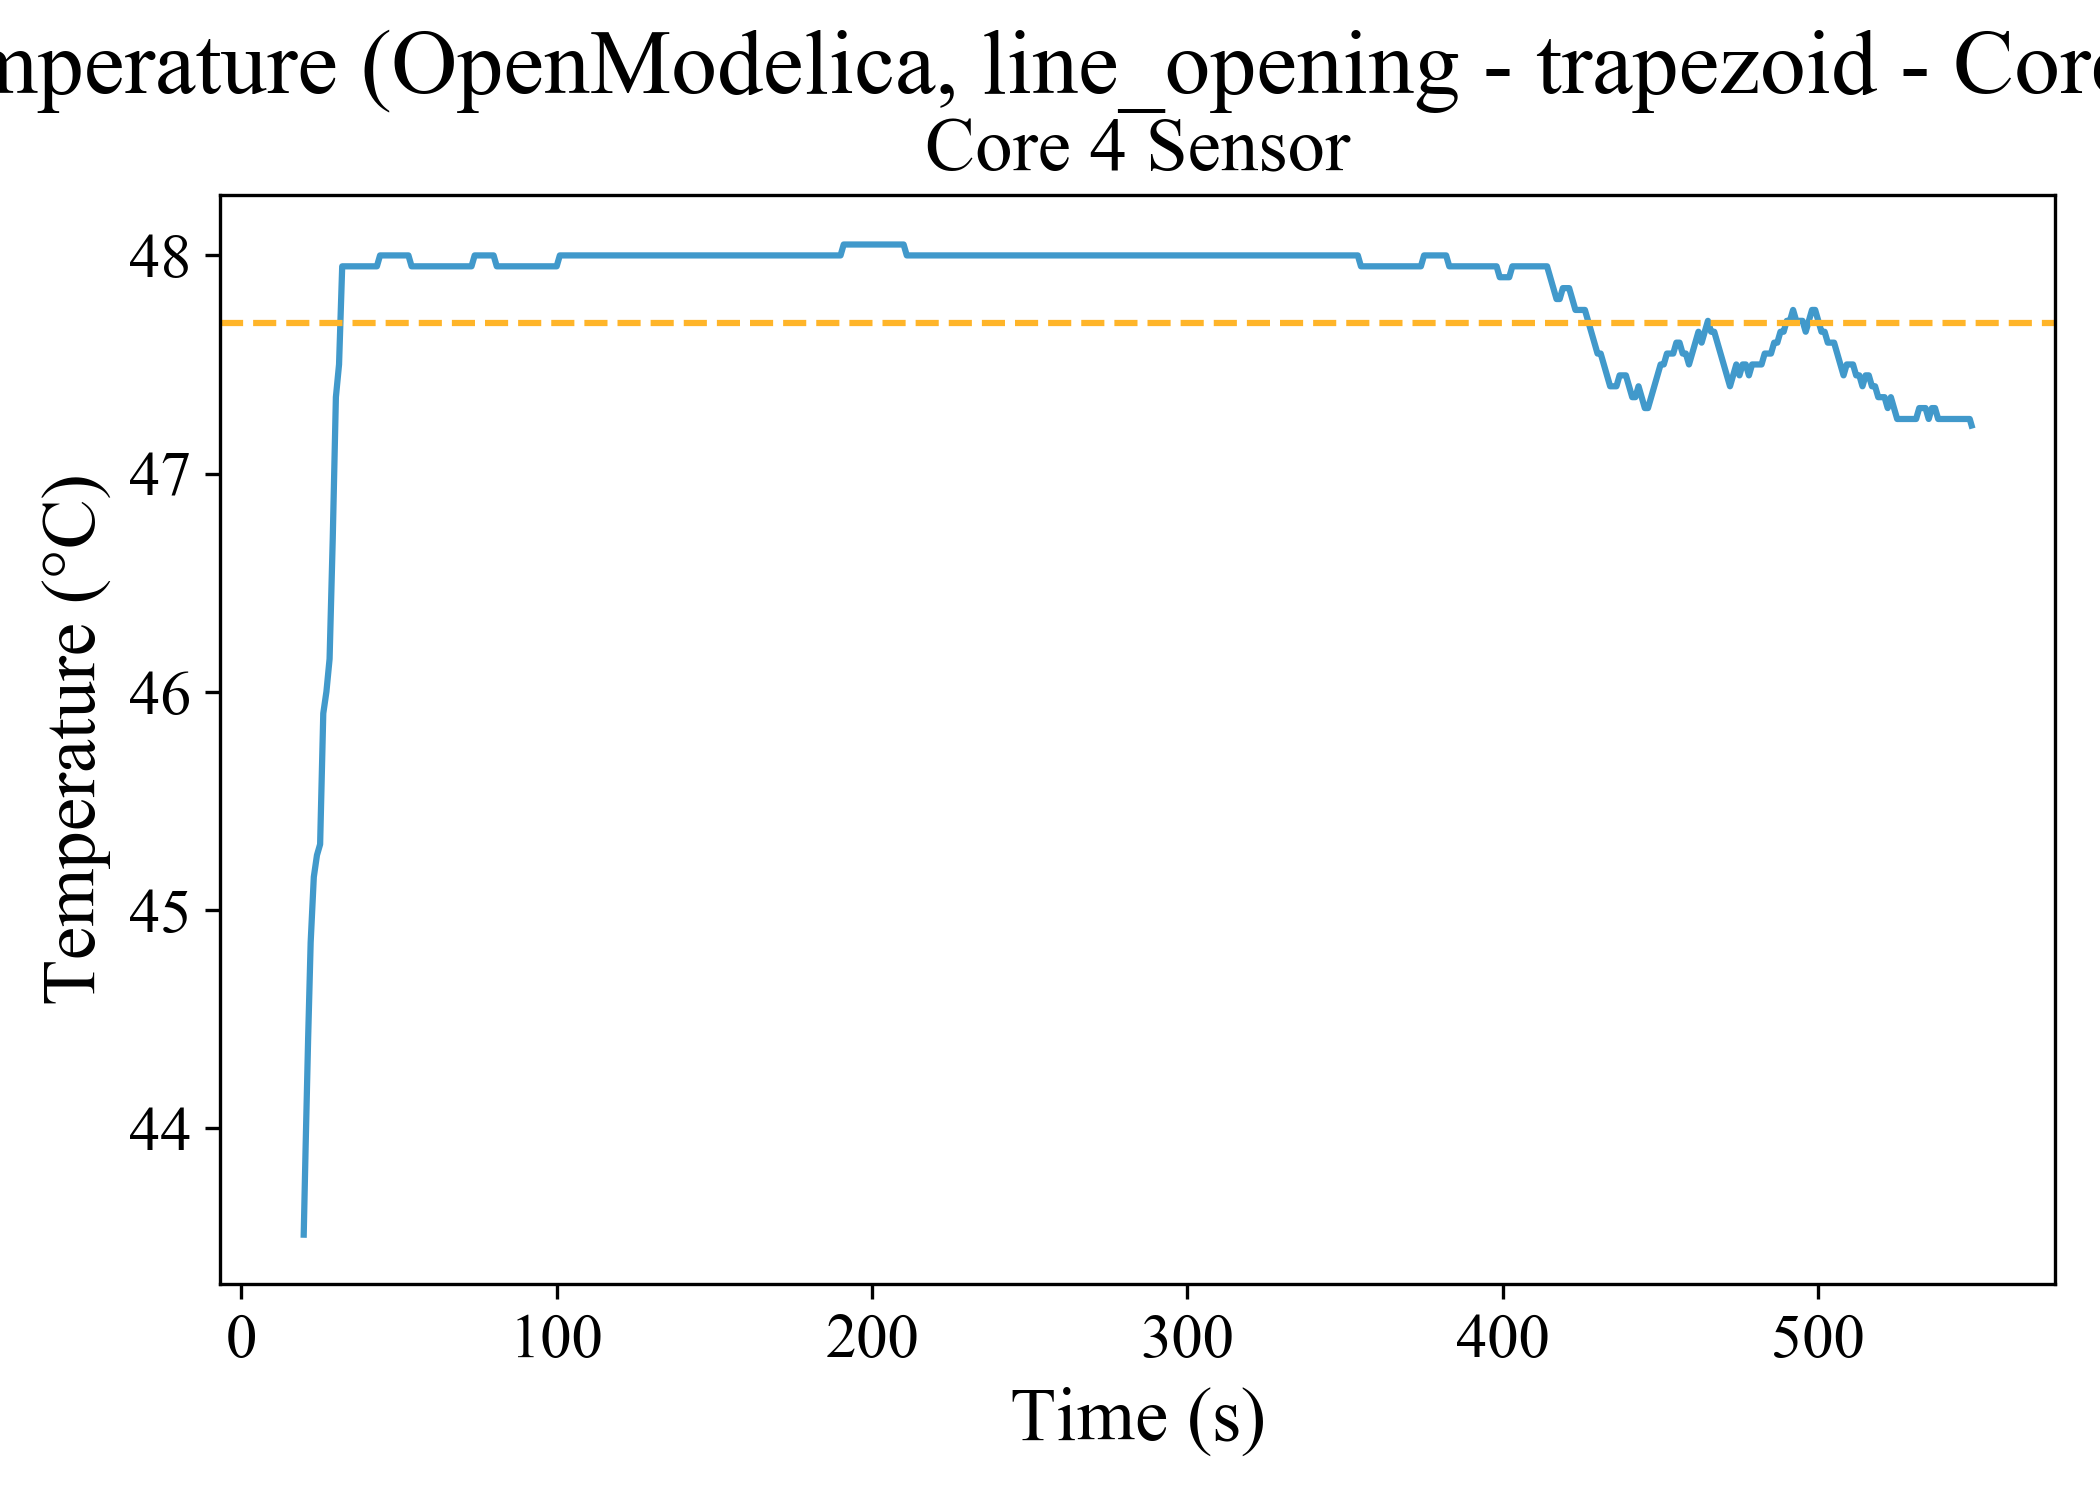 mperature (OpenModelica, line_opening - trapezoid - Core
Core 4 Sensor
48
47
46
45
44
Temperature (°C)
0 100 200 300 400 500
Time (s)